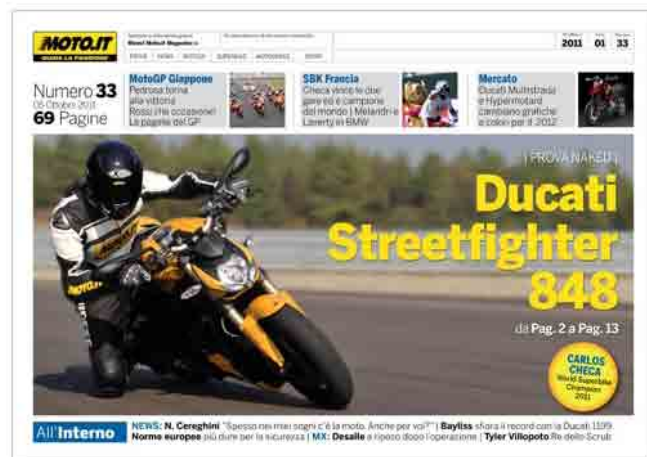 MOTO.IT
2011 01 33
Numero 33
05 Ottobre 2011
69 Pagine
MotoGP Giappone
Pedrosa torna
alla vittoria
Rossi che occasione!
Le pagelle del GP
SBK Francia
Checa vince le due
gare ed è campione
del mondo | Melandri e
Laverty in BMW
Mercato
Ducati Multistrada
e Hypermotard
cambiano grafiche
e colori per il 2012
| PROVA NAKED |
Ducati
Streetfighter
848
da Pag. 2 a Pag. 13
CARLOS
CHECA
World Superbike
Champion
2011
All'Interno
NEWS: N. Cereghini "Spesso nei miei sogni c'è la moto. Anche per voi?" | Bayliss sfiora il record con la Ducati 1199
Norme europee più dure per la sicurezza | MX: Desalle a riposo dopo l'operazione | Tyler Villopoto Re dello Scrub